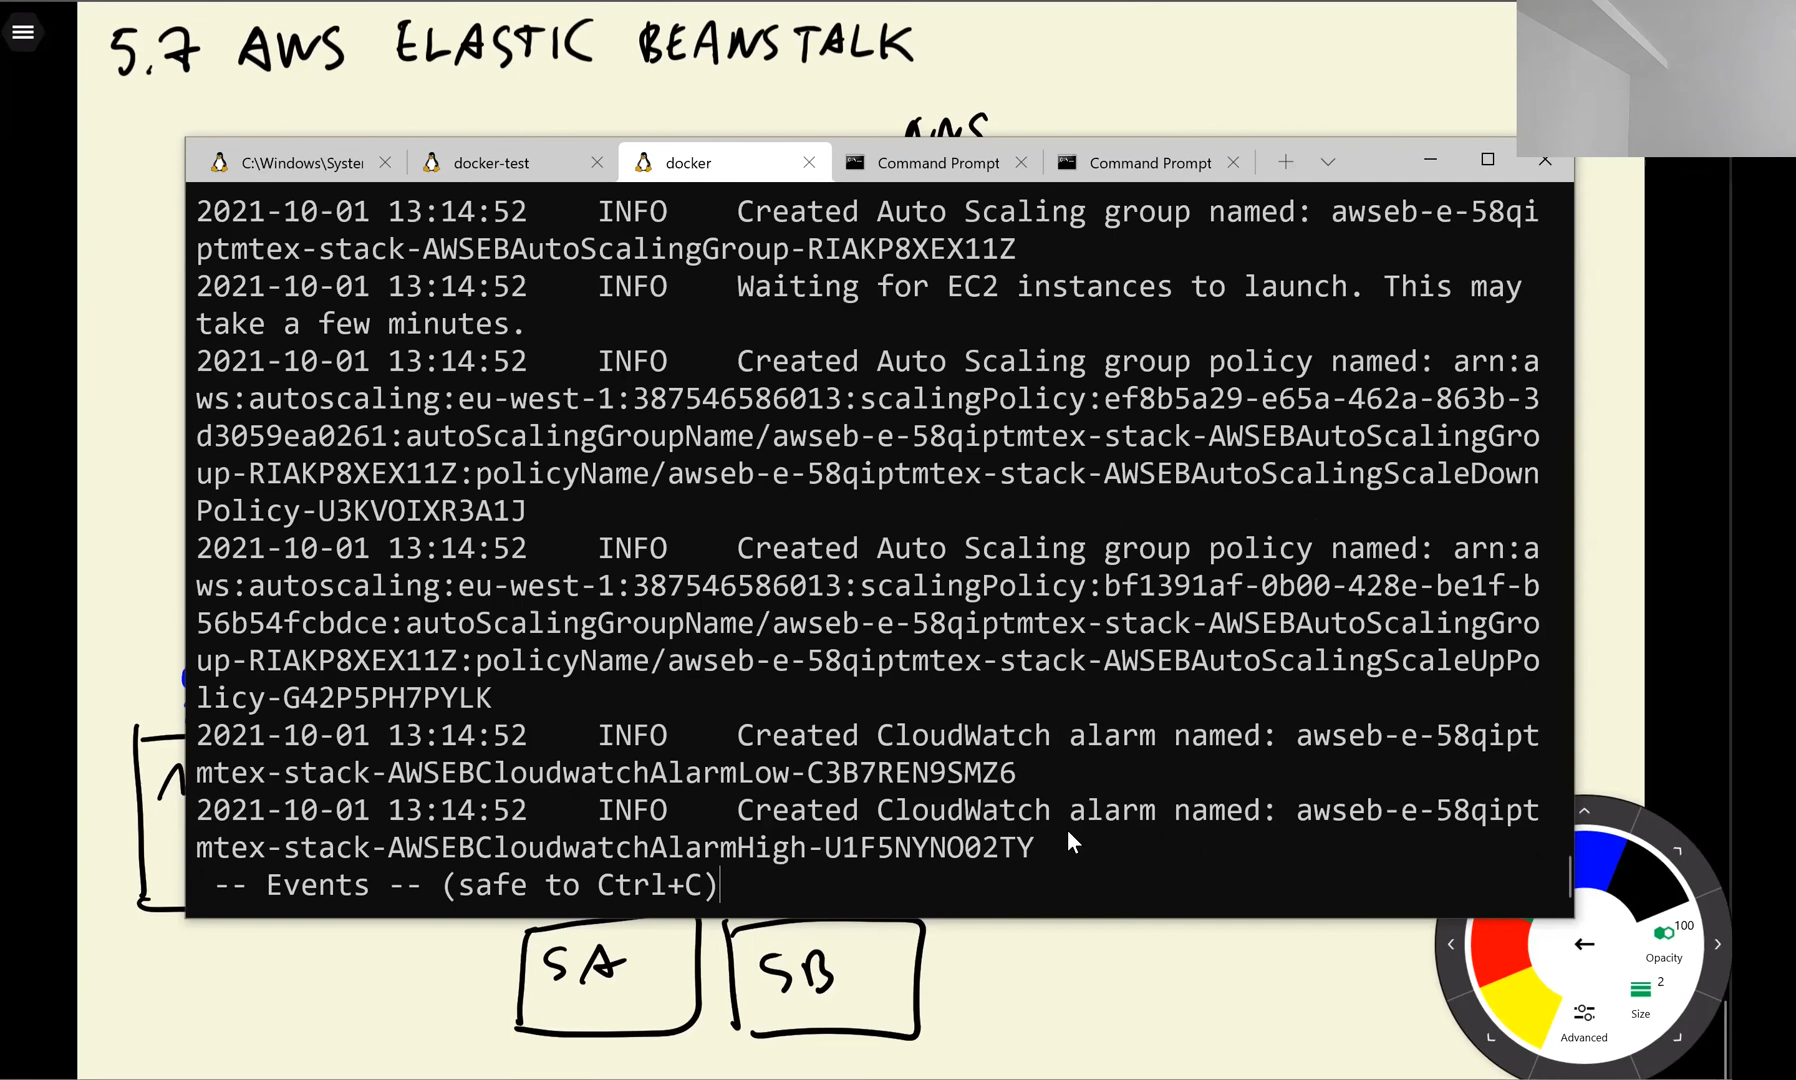 5.7 AWS ELASTIC BEANSTALK
C:\Windows\Syster
docker-test
docker
Command Prompt
Command Prompt
2021-10-01 13:14:52    INFO    Created Auto Scaling group named: awseb-e-58qi
ptmtex-stack-AWSEBAutoScalingGroup-RIAKP8XEX11Z
2021-10-01 13:14:52    INFO    Waiting for EC2 instances to launch. This may
take a few minutes.
2021-10-01 13:14:52    INFO    Created Auto Scaling group policy named: arn:a
ws:autoscaling:eu-west-1:387546586013:scalingPolicy:ef8b5a29-e65a-462a-863b-3
d3059ea0261:autoScalingGroupName/awseb-e-58qiptmtex-stack-AWSEBAutoScalingGro
up-RIAKP8XEX11Z:policyName/awseb-e-58qiptmtex-stack-AWSEBAutoScalingScaleDown
Policy-U3KVOIXR3A1J
2021-10-01 13:14:52    INFO    Created Auto Scaling group policy named: arn:a
ws:autoscaling:eu-west-1:387546586013:scalingPolicy:bf1391af-0b00-428e-be1f-b
56b54fcbdce:autoScalingGroupName/awseb-e-58qiptmtex-stack-AWSEBAutoScalingGro
up-RIAKP8XEX11Z:policyName/awseb-e-58qiptmtex-stack-AWSEBAutoScalingScaleUpPo
licy-G42P5PH7PYLK
2021-10-01 13:14:52    INFO    Created CloudWatch alarm named: awseb-e-58qipt
mtex-stack-AWSEBCloudwatchAlarmLow-C3B7REN9SMZ6
2021-10-01 13:14:52    INFO    Created CloudWatch alarm named: awseb-e-58qipt
mtex-stack-AWSEBCloudwatchAlarmHigh-U1F5NYNO02TY
-- Events -- (safe to Ctrl+C)
SA
SB
100
Opacity
2
Size
Advanced